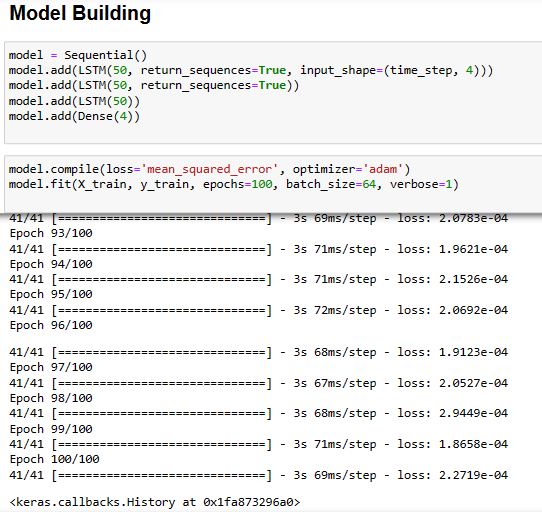 Model Building
model = Sequential()
model.add(LSTM(50, return_sequences=True, input_shape=(time_step, 4)))
model.add(LSTM(50, return_sequences=True))
model.add(LSTM(50))
model.add(Dense(4))
model.compile(loss='mean_squared_error', optimizer='adam')
model.fit(X_train, y_train, epochs=100, batch_size=64, verbose=1)
41/41 [==============================] - 3s 69ms/step - loss: 2.0783e-04
Epoch 93/100
41/41 [==============================] - 3s 71ms/step - loss: 1.9621e-04
Epoch 94/100
41/41 [==============================] - 3s 71ms/step - loss: 2.1526e-04
Epoch 95/100
41/41 [==============================] - 3s 72ms/step - loss: 2.0692e-04
Epoch 96/100
41/41 [==============================] - 3s 68ms/step - loss: 1.9123e-04
Epoch 97/100
41/41 [==============================] - 3s 67ms/step - loss: 2.0527e-04
Epoch 98/100
41/41 [==============================] - 3s 68ms/step - loss: 2.9449e-04
Epoch 99/100
41/41 [==============================] - 3s 71ms/step - loss: 1.8658e-04
Epoch 100/100
41/41 [==============================] - 3s 69ms/step - loss: 2.2719e-04
<keras.callbacks.History at 0x1fa873296a0>